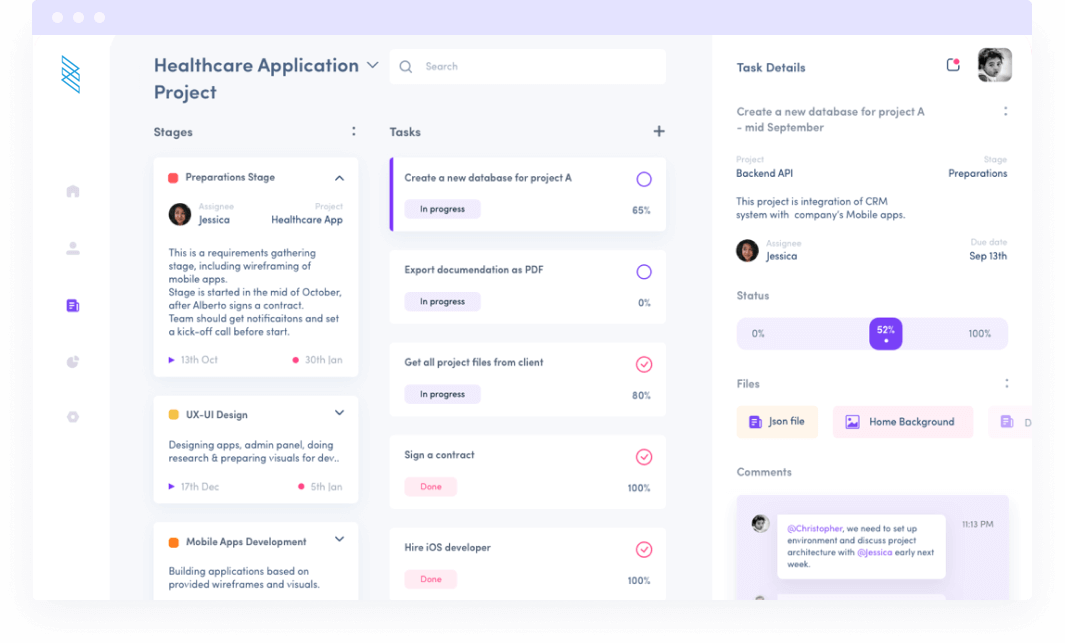 Healthcare Application
Project
Search
Stages
Tasks
Preparations Stage
Assignee
Jessica
Project
Healthcare App
This is a requirements gathering
stage, including wireframing of
mobile apps.
Stage is started in the mid of October,
after Alberto signs a contract.
Team should get notificaitons and set
a kick-off call before start.
13th Oct
30th Jan
UX-UI Design
Designing apps, admin panel, doing
research & preparing visuals for dev..
17th Dec
5th Jan
Mobile Apps Development
Building applications based on
provided wireframes and visuals.
Create a new database for project A
In progress
65%
Export documendation as PDF
In progress
0%
Get all project files from client
In progress
80%
Sign a contract
Done
100%
Hire iOS developer
Done
100%
Task Details
Create a new database for project A
- mid September
Project
Backend API
Stage
Preparations
This project is integration of CRM
system with company's Mobile apps.
Assignee
Jessica
Due date
Sep 13th
Status
0%
52%
100%
Files
Json file
Home Background
D
Comments
@Christopher, we need to set up
environment and discuss project
architecture with @Jessica early next
week.
11:13 PM